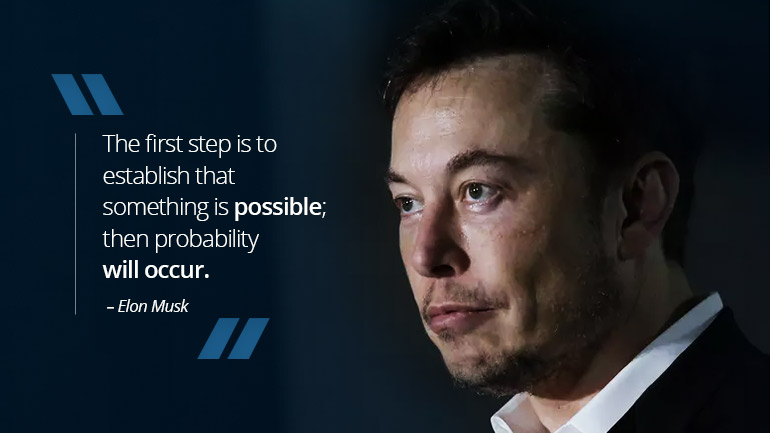 The first step is to
establish that
something is possible;
then probability
will occur.
– Elon Musk